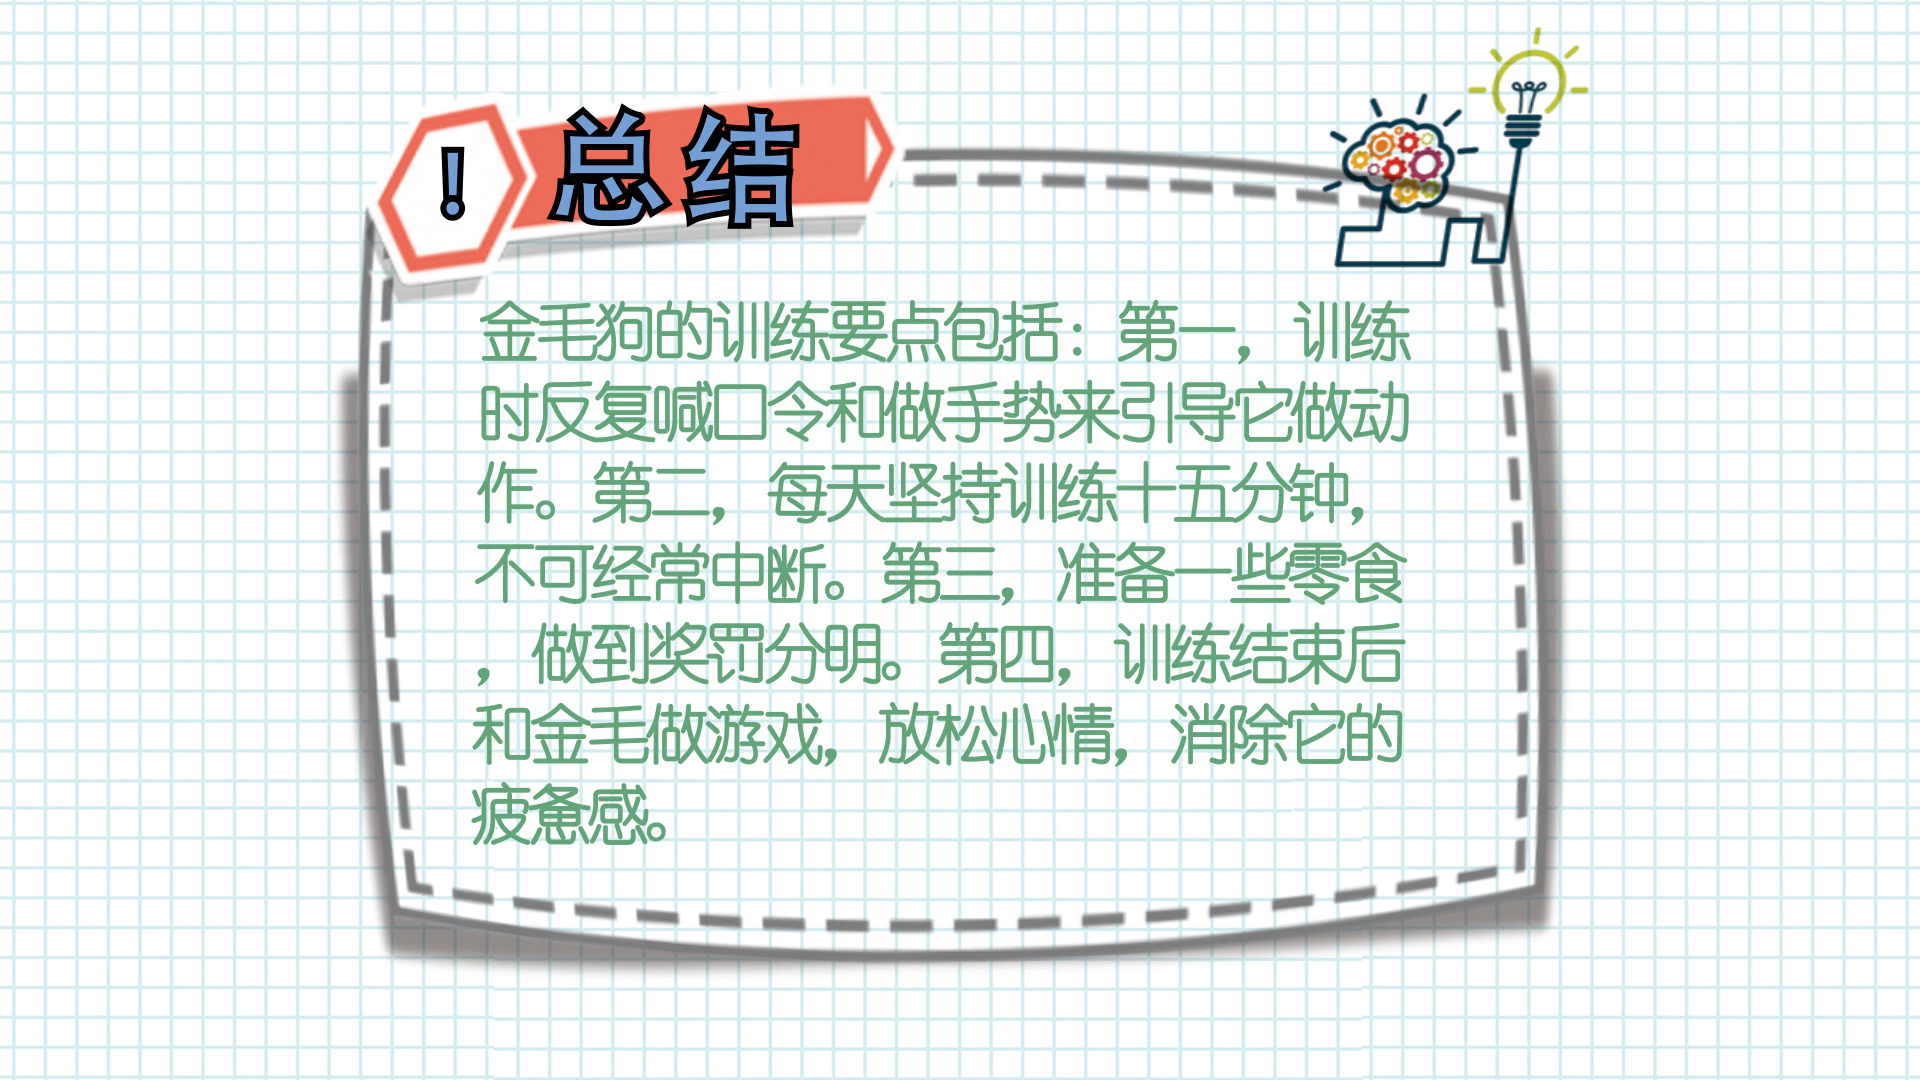 ! 总结
金毛狗的训练要点包括：第一，训练
时反复喊口令和做手势来引导它做动
作。第二，每天坚持训练十五分钟，
不可经常中断。第三，准备一些零食
，做到奖罚分明。第四，训练结束后
和金毛做游戏，放松心情，消除它的
疲惫感。